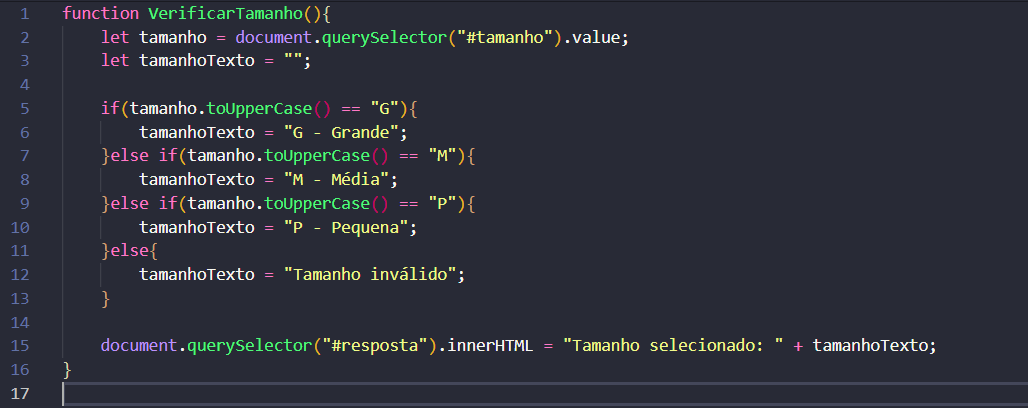 1 function VerificarTamanho(){
2 let tamanho = document.querySelector("#tamanho").value;
3 let tamanhoTexto = "";
4
5 if(tamanho.toUpperCase() == "G"){
6 tamanhoTexto = "G - Grande";
7 }else if(tamanho.toUpperCase() == "M"){
8 tamanhoTexto = "M - Média";
9 }else if(tamanho.toUpperCase() == "P"){
10 tamanhoTexto = "P - Pequena";
11 }else{
12 tamanhoTexto = "Tamanho inválido";
13 }
14
15 document.querySelector("#resposta").innerHTML = "Tamanho selecionado: " + tamanhoTexto;
16 }
17